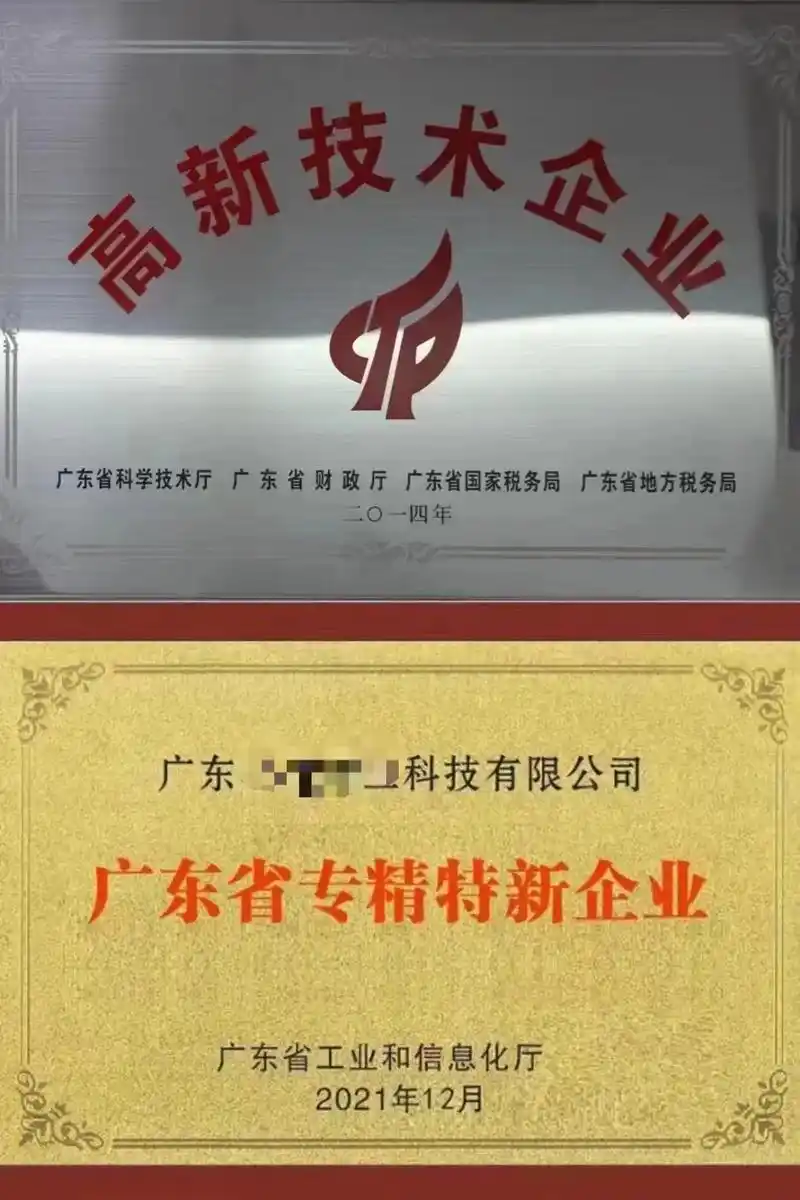 高新技术企业
广东省科学技术厅 广东省财政厅 广东省国家税务局 广东省地方税务局
二〇一四年
广东 科技有限公司
广东省专精特新企业
广东省工业和信息化厅
2021年12月